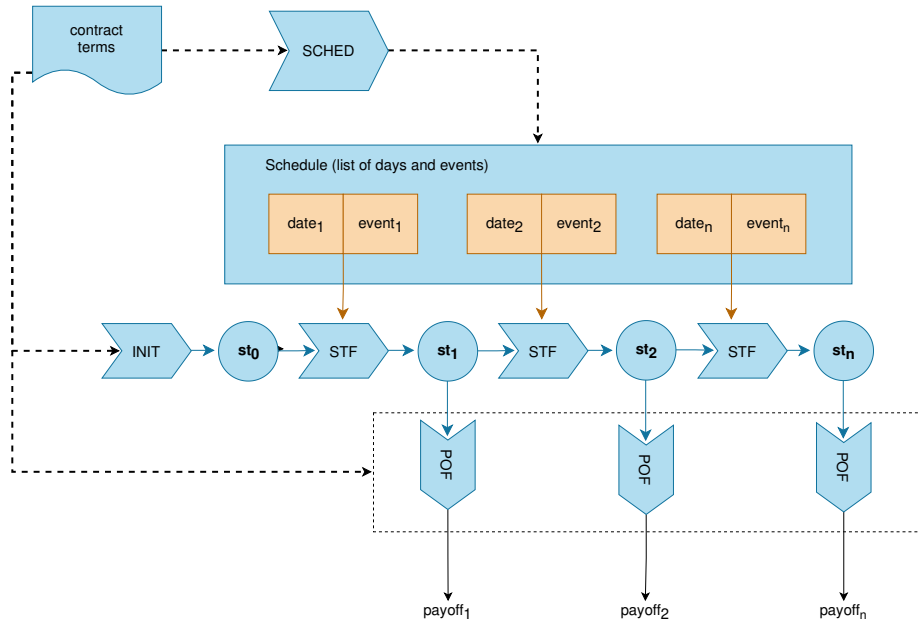 contract
terms
SCHED
Schedule (list of days and events)
date₁
event₁
date₂
event₂
dateₙ
eventₙ
INIT
st₀
STF
st₁
STF
st₂
STF
stₙ
POF
POF
POF
payoff₁
payoff₂
payoffₙ